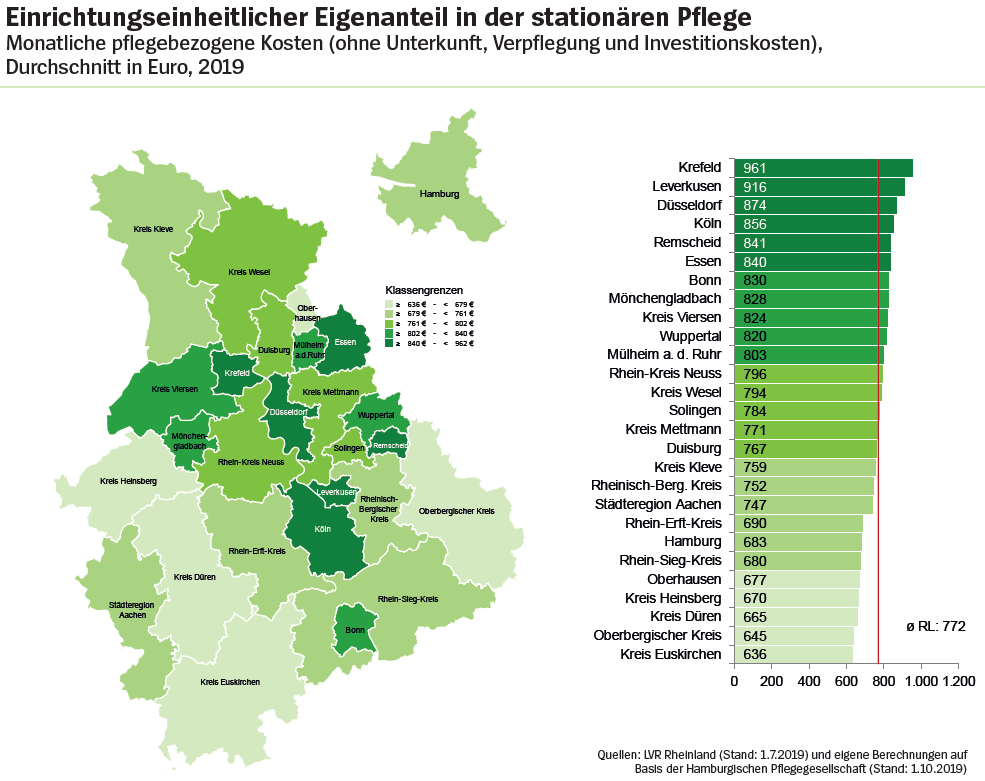 Einrichtungseinheitlicher Eigenanteil in der stationären Pflege
Monatliche pflegebezogene Kosten (ohne Unterkunft, Verpflegung und Investitionskosten),
Durchschnitt in Euro, 2019
Hamburg
Kreis Kleve
Kreis Wesel
Ober-
hausen
Duisburg
Mülheim
a.d.Ruhr
Essen
Krefeld
Kreis Viersen
Kreis Mettmann
Düsseldorf
Wuppertal
Mönchen-
gladbach
Solingen
Remscheid
Rhein-Kreis Neuss
Kreis Heinsberg
Leverkusen
Rheinisch-
Bergischer
Kreis
Oberbergischer Kreis
Köln
Rhein-Erft-Kreis
Kreis Düren
Städteregion
Aachen
Rhein-Sieg-Kreis
Bonn
Kreis Euskirchen
Klassengrenzen
≥ 636 € - < 679 €
≥ 679 € - < 761 €
≥ 761 € - < 802 €
≥ 802 € - < 840 €
≥ 840 € - < 962 €
Krefeld 961
Leverkusen 916
Düsseldorf 874
Köln 856
Remscheid 841
Essen 840
Bonn 830
Mönchengladbach 828
Kreis Viersen 824
Wuppertal 820
Mülheim a. d. Ruhr 803
Rhein-Kreis Neuss 796
Kreis Wesel 794
Solingen 784
Kreis Mettmann 771
Duisburg 767
Kreis Kleve 759
Rheinisch-Berg. Kreis 752
Städteregion Aachen 747
Rhein-Erft-Kreis 690
Hamburg 683
Rhein-Sieg-Kreis 680
Oberhausen 677
Kreis Heinsberg 670
Kreis Düren 665
Oberbergischer Kreis 645
Kreis Euskirchen 636
ø RL: 772
0 200 400 600 800 1.000 1.200
Quellen: LVR Rheinland (Stand: 1.7.2019) und eigene Berechnungen auf
Basis der Hamburgischen Pflegegesellschaft (Stand: 1.10.2019)